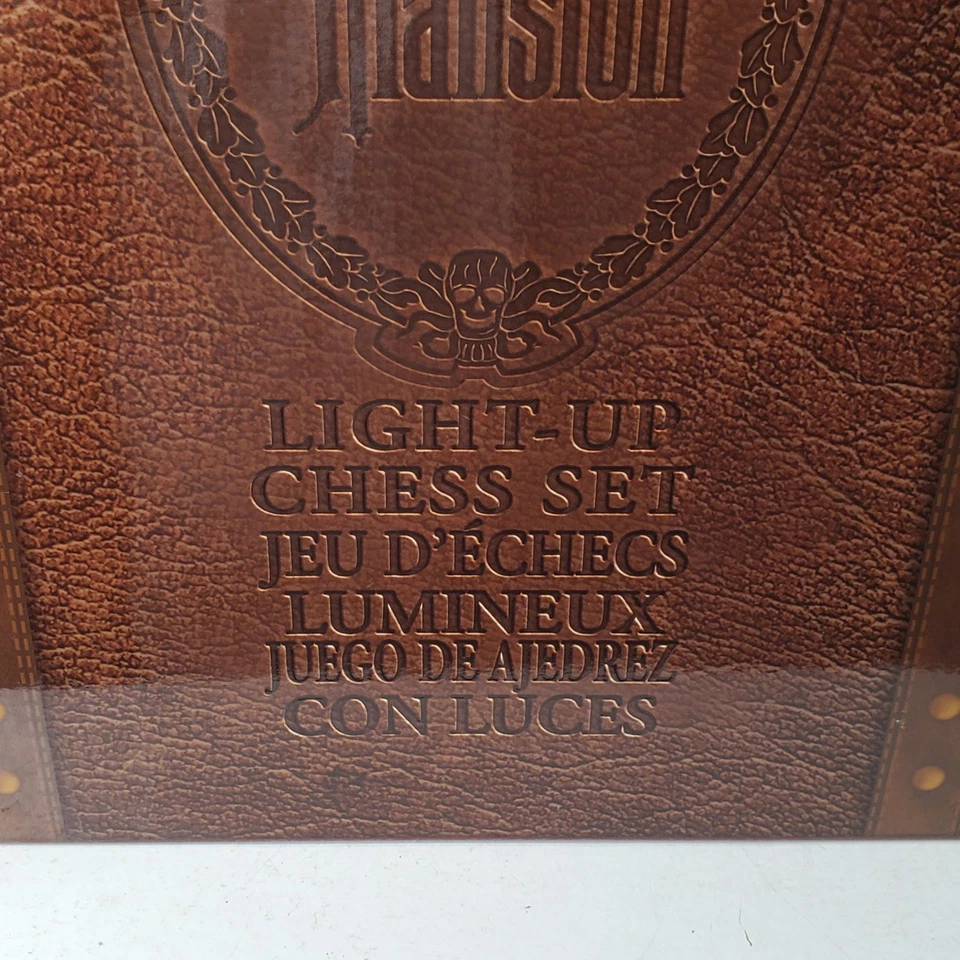 Mansion
LIGHT-UP
CHESS SET
JEU D'ÉCHECS
LUMINEUX
JUEGO DE AJEDREZ
CON LUCES